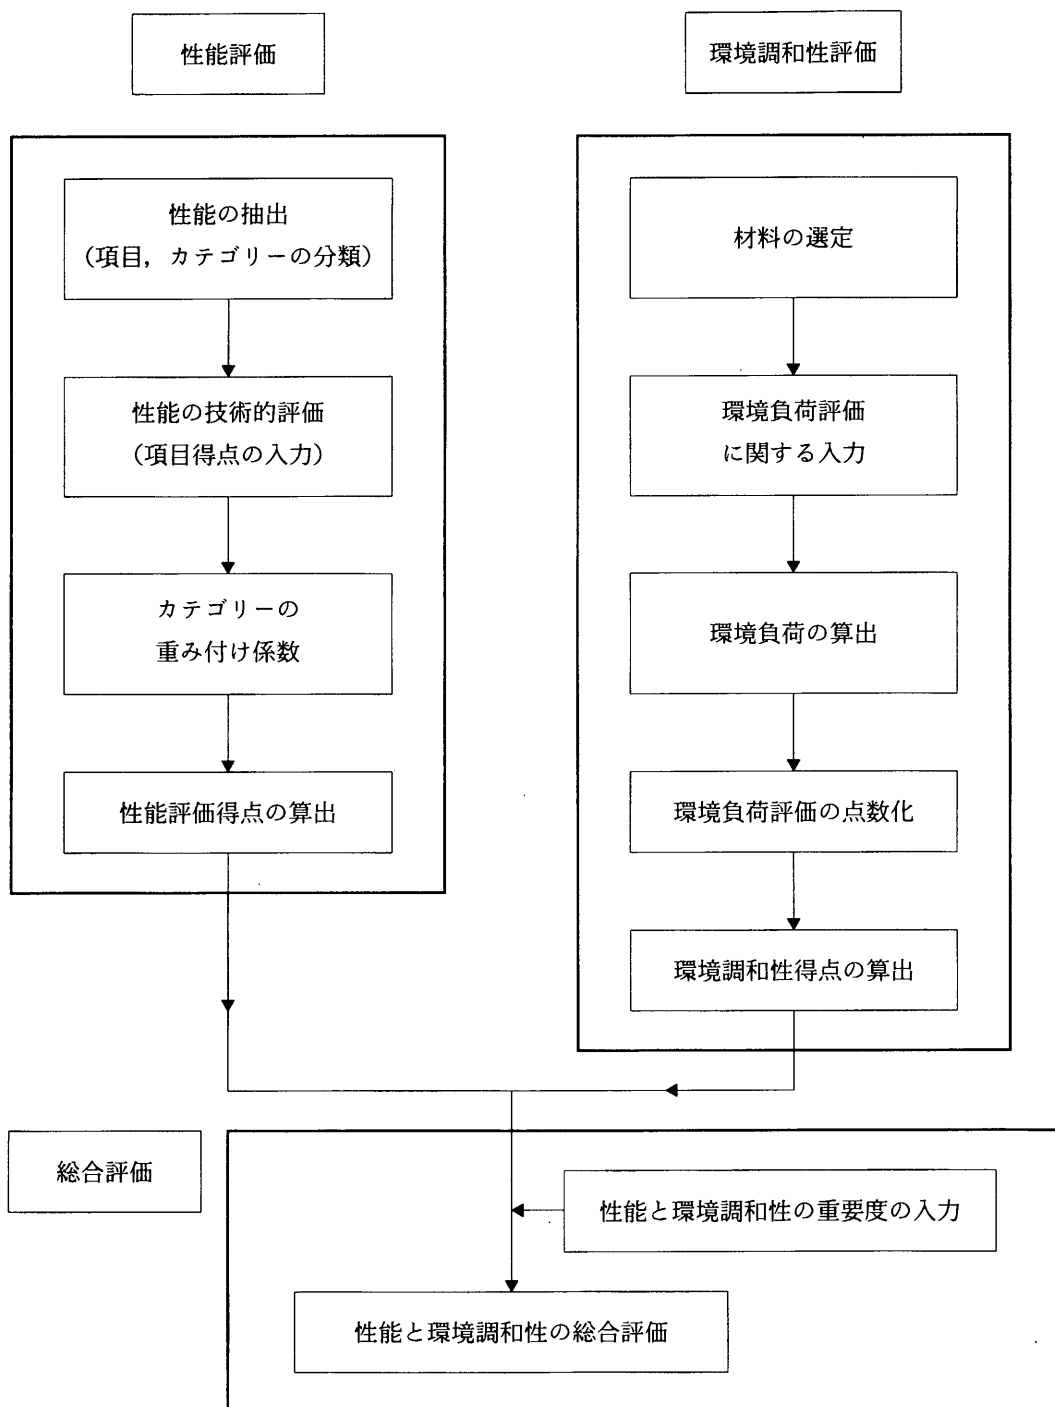 性能評価
環境調和性評価
性能の抽出
（項目，カテゴリーの分類）
性能の技術的評価
（項目得点の入力）
カテゴリーの
重み付け係数
性能評価得点の算出
材料の選定
環境負荷評価
に関する入力
環境負荷の算出
環境負荷評価の点数化
環境調和性得点の算出
総合評価
性能と環境調和性の重要度の入力
性能と環境調和性の総合評価